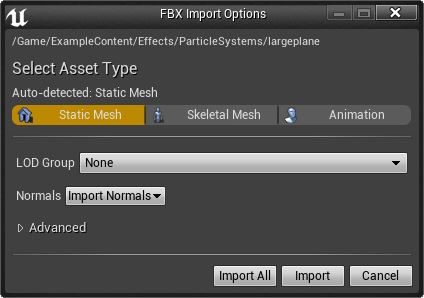 FBX Import Options
/Game/ExampleContent/Effects/ParticleSystems/largeplane
Select Asset Type
Auto-detected: Static Mesh
Static Mesh Skeletal Mesh Animation
LOD Group None
Normals Import Normals
Advanced
Import All Import Cancel